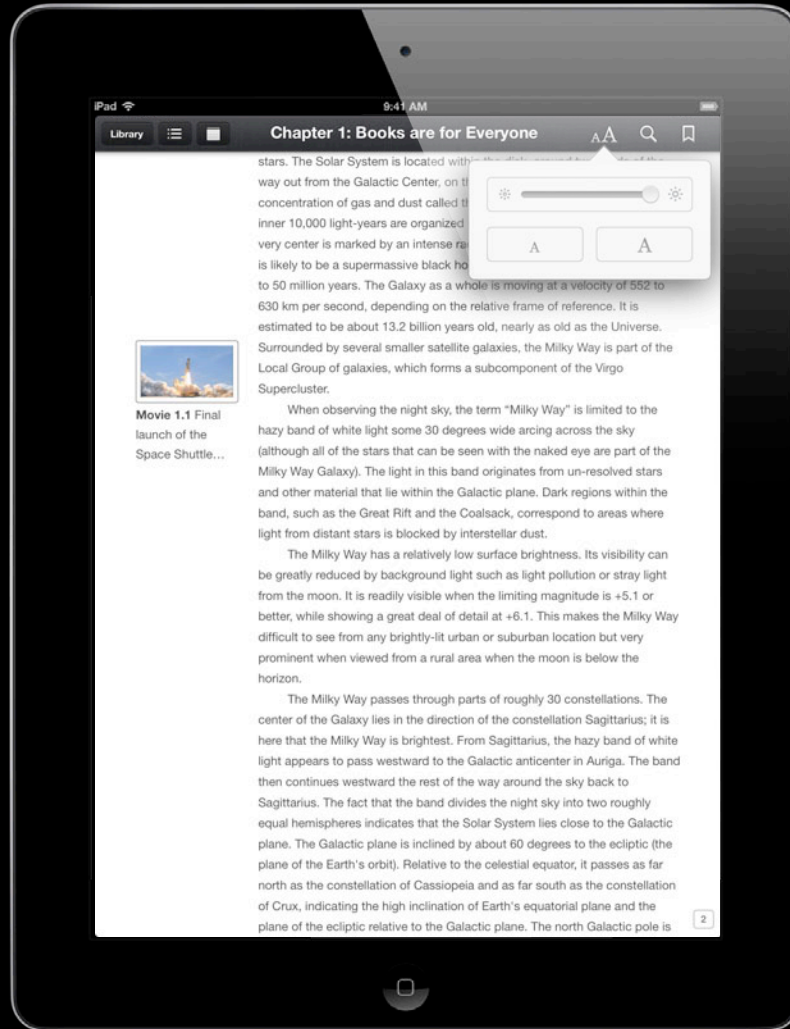 iPad
9:41 AM
Library
Chapter 1: Books are for Everyone
AA
stars. The Solar System is located within the disk, around two thirds of the
way out from the Galactic Center, on th
concentration of gas and dust called th
inner 10,000 light-years are organized
very center is marked by an intense ra
is likely to be a supermassive black ho
A
A
to 50 million years. The Galaxy as a whole is moving at a velocity of 552 to
630 km per second, depending on the relative frame of reference. It is
estimated to be about 13.2 billion years old, nearly as old as the Universe.
Surrounded by several smaller satellite galaxies, the Milky Way is part of the
Local Group of galaxies, which forms a subcomponent of the Virgo
Supercluster.
Movie 1.1 Final
launch of the
Space Shuttle...
When observing the night sky, the term “Milky Way” is limited to the
hazy band of white light some 30 degrees wide arcing across the sky
(although all of the stars that can be seen with the naked eye are part of the
Milky Way Galaxy). The light in this band originates from un-resolved stars
and other material that lie within the Galactic plane. Dark regions within the
band, such as the Great Rift and the Coalsack, correspond to areas where
light from distant stars is blocked by interstellar dust.
The Milky Way has a relatively low surface brightness. Its visibility can
be greatly reduced by background light such as light pollution or stray light
from the moon. It is readily visible when the limiting magnitude is +5.1 or
better, while showing a great deal of detail at +6.1. This makes the Milky Way
difficult to see from any brightly-lit urban or suburban location but very
prominent when viewed from a rural area when the moon is below the
horizon.
The Milky Way passes through parts of roughly 30 constellations. The
center of the Galaxy lies in the direction of the constellation Sagittarius; it is
here that the Milky Way is brightest. From Sagittarius, the hazy band of white
light appears to pass westward to the Galactic anticenter in Auriga. The band
then continues westward the rest of the way around the sky back to
Sagittarius. The fact that the band divides the night sky into two roughly
equal hemispheres indicates that the Solar System lies close to the Galactic
plane. The Galactic plane is inclined by about 60 degrees to the ecliptic (the
plane of the Earth's orbit). Relative to the celestial equator, it passes as far
north as the constellation of Cassiopeia and as far south as the constellation
of Crux, indicating the high inclination of Earth's equatorial plane and the
plane of the ecliptic relative to the Galactic plane. The north Galactic pole is
2